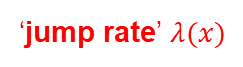 ‘jump rate’ λ(x)